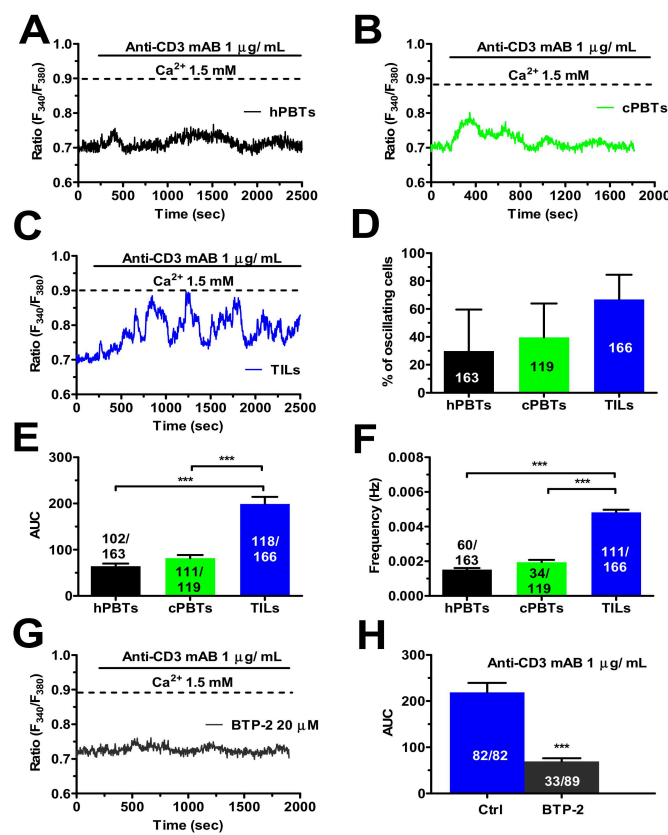 A
Anti-CD3 mAB 1 μg/ mL
Ca²⁺ 1.5 mM
hPBTs
Ratio (F₃₄₀/F₃₈₀)
1.0
0.9
0.8
0.7
0.6
0 500 1000 1500 2000 2500
Time (sec)
B
Anti-CD3 mAB 1 μg/ mL
Ca²⁺ 1.5 mM
cPBTs
Ratio (F₃₄₀/F₃₈₀)
1.0
0.9
0.8
0.7
0.6
0 400 800 1200 1600 2000
Time (sec)
C
Anti-CD3 mAB 1 μg/ mL
Ca²⁺ 1.5 mM
TILs
Ratio (F₃₄₀/F₃₈₀)
1.0
0.9
0.8
0.7
0.6
0 500 1000 1500 2000 2500
Time (sec)
D
% of oscillating cells
100
80
60
40
20
0
163 119 166
hPBTs cPBTs TILs
E
AUC
300
200
100
0
***
***
102/
163
111/
119
118/
166
hPBTs cPBTs TILs
F
Frequency (Hz)
0.008
0.006
0.004
0.002
0.000
***
***
60/
163
34/
119
111/
166
hPBTs cPBTs TILs
G
Anti-CD3 mAB 1 μg/ mL
Ca²⁺ 1.5 mM
BTP-2 20 μM
Ratio (F₃₄₀/F₃₈₀)
1.0
0.9
0.8
0.7
0.6
0 500 1000 1500 2000
Time (sec)
H
Anti-CD3 mAB 1 μg/ mL
AUC
300
200
100
0
***
82/82 33/89
Ctrl BTP-2